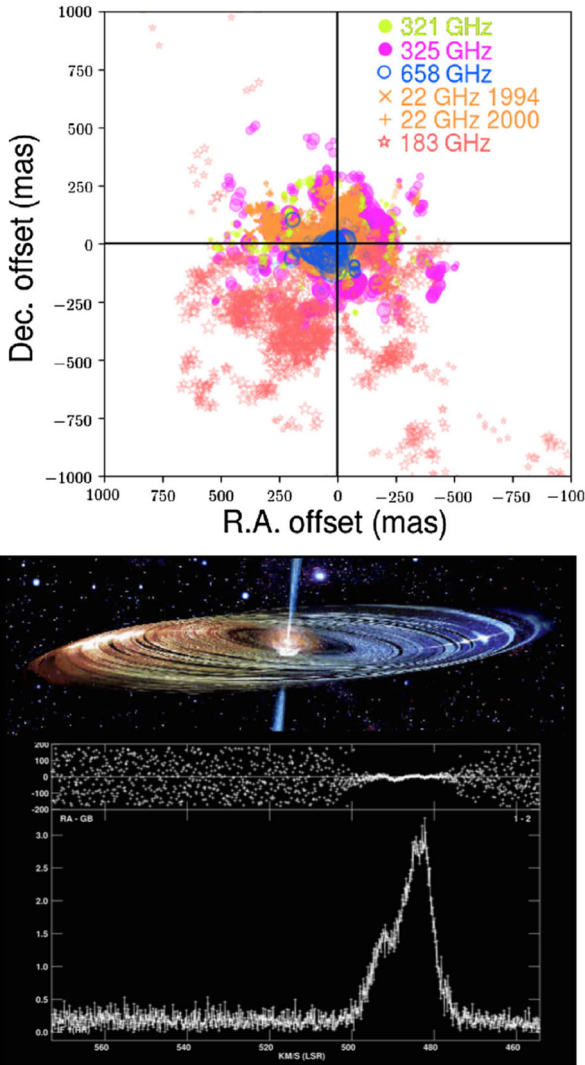 1000
750
500
250
0
−250
−500
−750
−1000
Dec. offset (mas)
321 GHz
325 GHz
658 GHz
22 GHz 1994
22 GHz 2000
183 GHz
1000 750 500 250 0 −250 −500 −750 −100
R.A. offset (mas)
200
100
0
-100
-200
RA - GB 1 - 2
3.0
2.5
2.0
1.5
1.0
0.5
0.0
560 540 520 500 480 460
KM/S (LSR)